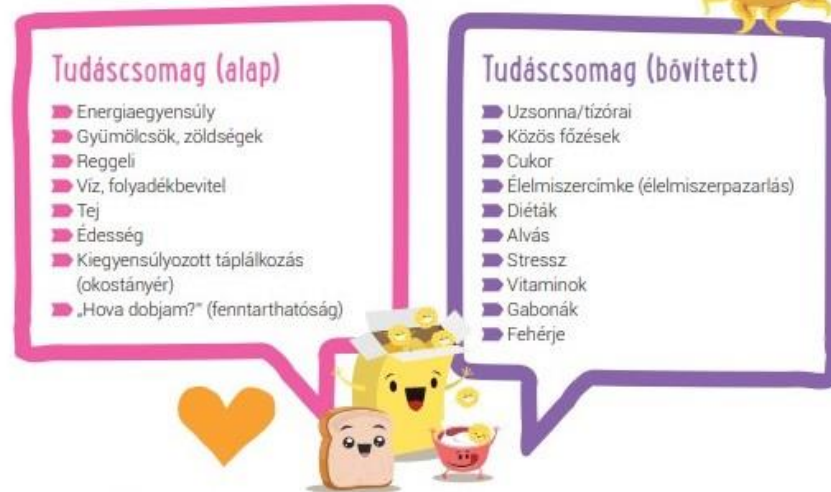 Tudáscsomag (alap)
Energiaegyensúly
Gyümölcsök, zöldségek
Reggeli
Víz, folyadékbevitel
Tej
Édesség
Kiegyensúlyozott táplálkozás
(okostányér)
„Hova dobjam?" (fenntarthatóság)
Tudáscsomag (bővített)
Uzsonna/tízórai
Közös főzések
Cukor
Élelmiszercimke (élelmiszerpazarlás)
Diéták
Alvás
Stressz
Vitaminok
Gabonák
Fehérje